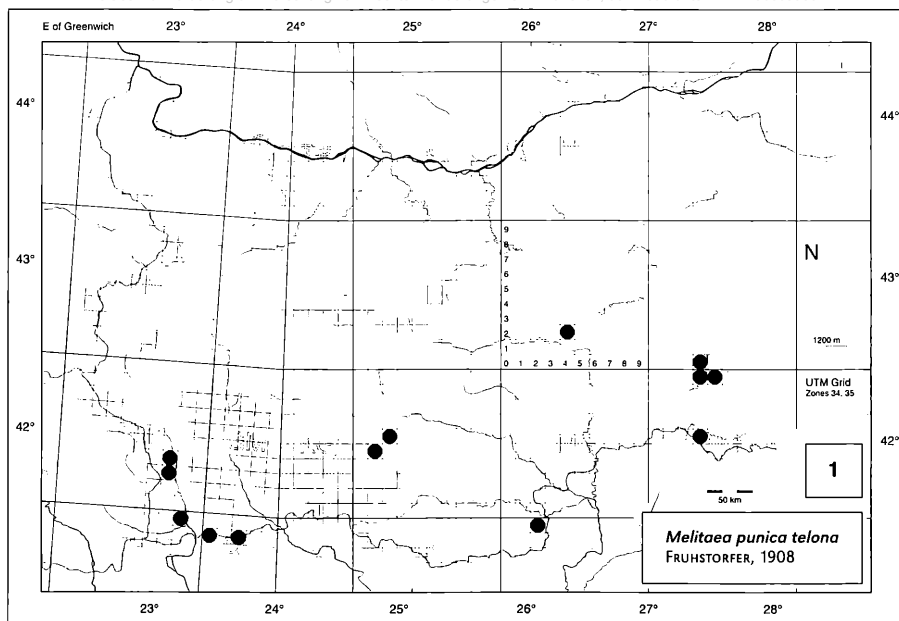 E of Greenwich
23° 24° 25° 26° 27° 28°
44° 44°
43° 43°
42° 42°
9
8
7
6
5
4
3
2
1
0
0 1 2 3 4 5 6 7 8 9
N
1200 m
UTM Grid
Zones 34, 35
1
50 km
Melitaea punica telona
FRUHSTORFER, 1908
23° 24° 25° 26° 27° 28°